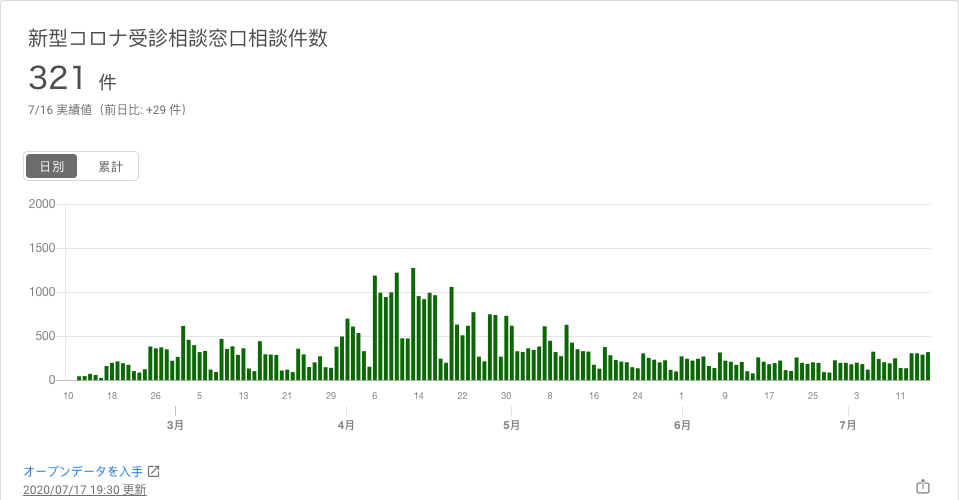 新型コロナ受診相談窓口相談件数
321 件
7/16 実績値（前日比: +29 件）
日別 累計
2000
1500
1000
500
0
10 18 26 5 13 21 29 6 14 22 30 8 16 24 1 9 17 25 3 11
3月 4月 5月 6月 7月
オープンデータを入手
2020/07/17 19:30 更新